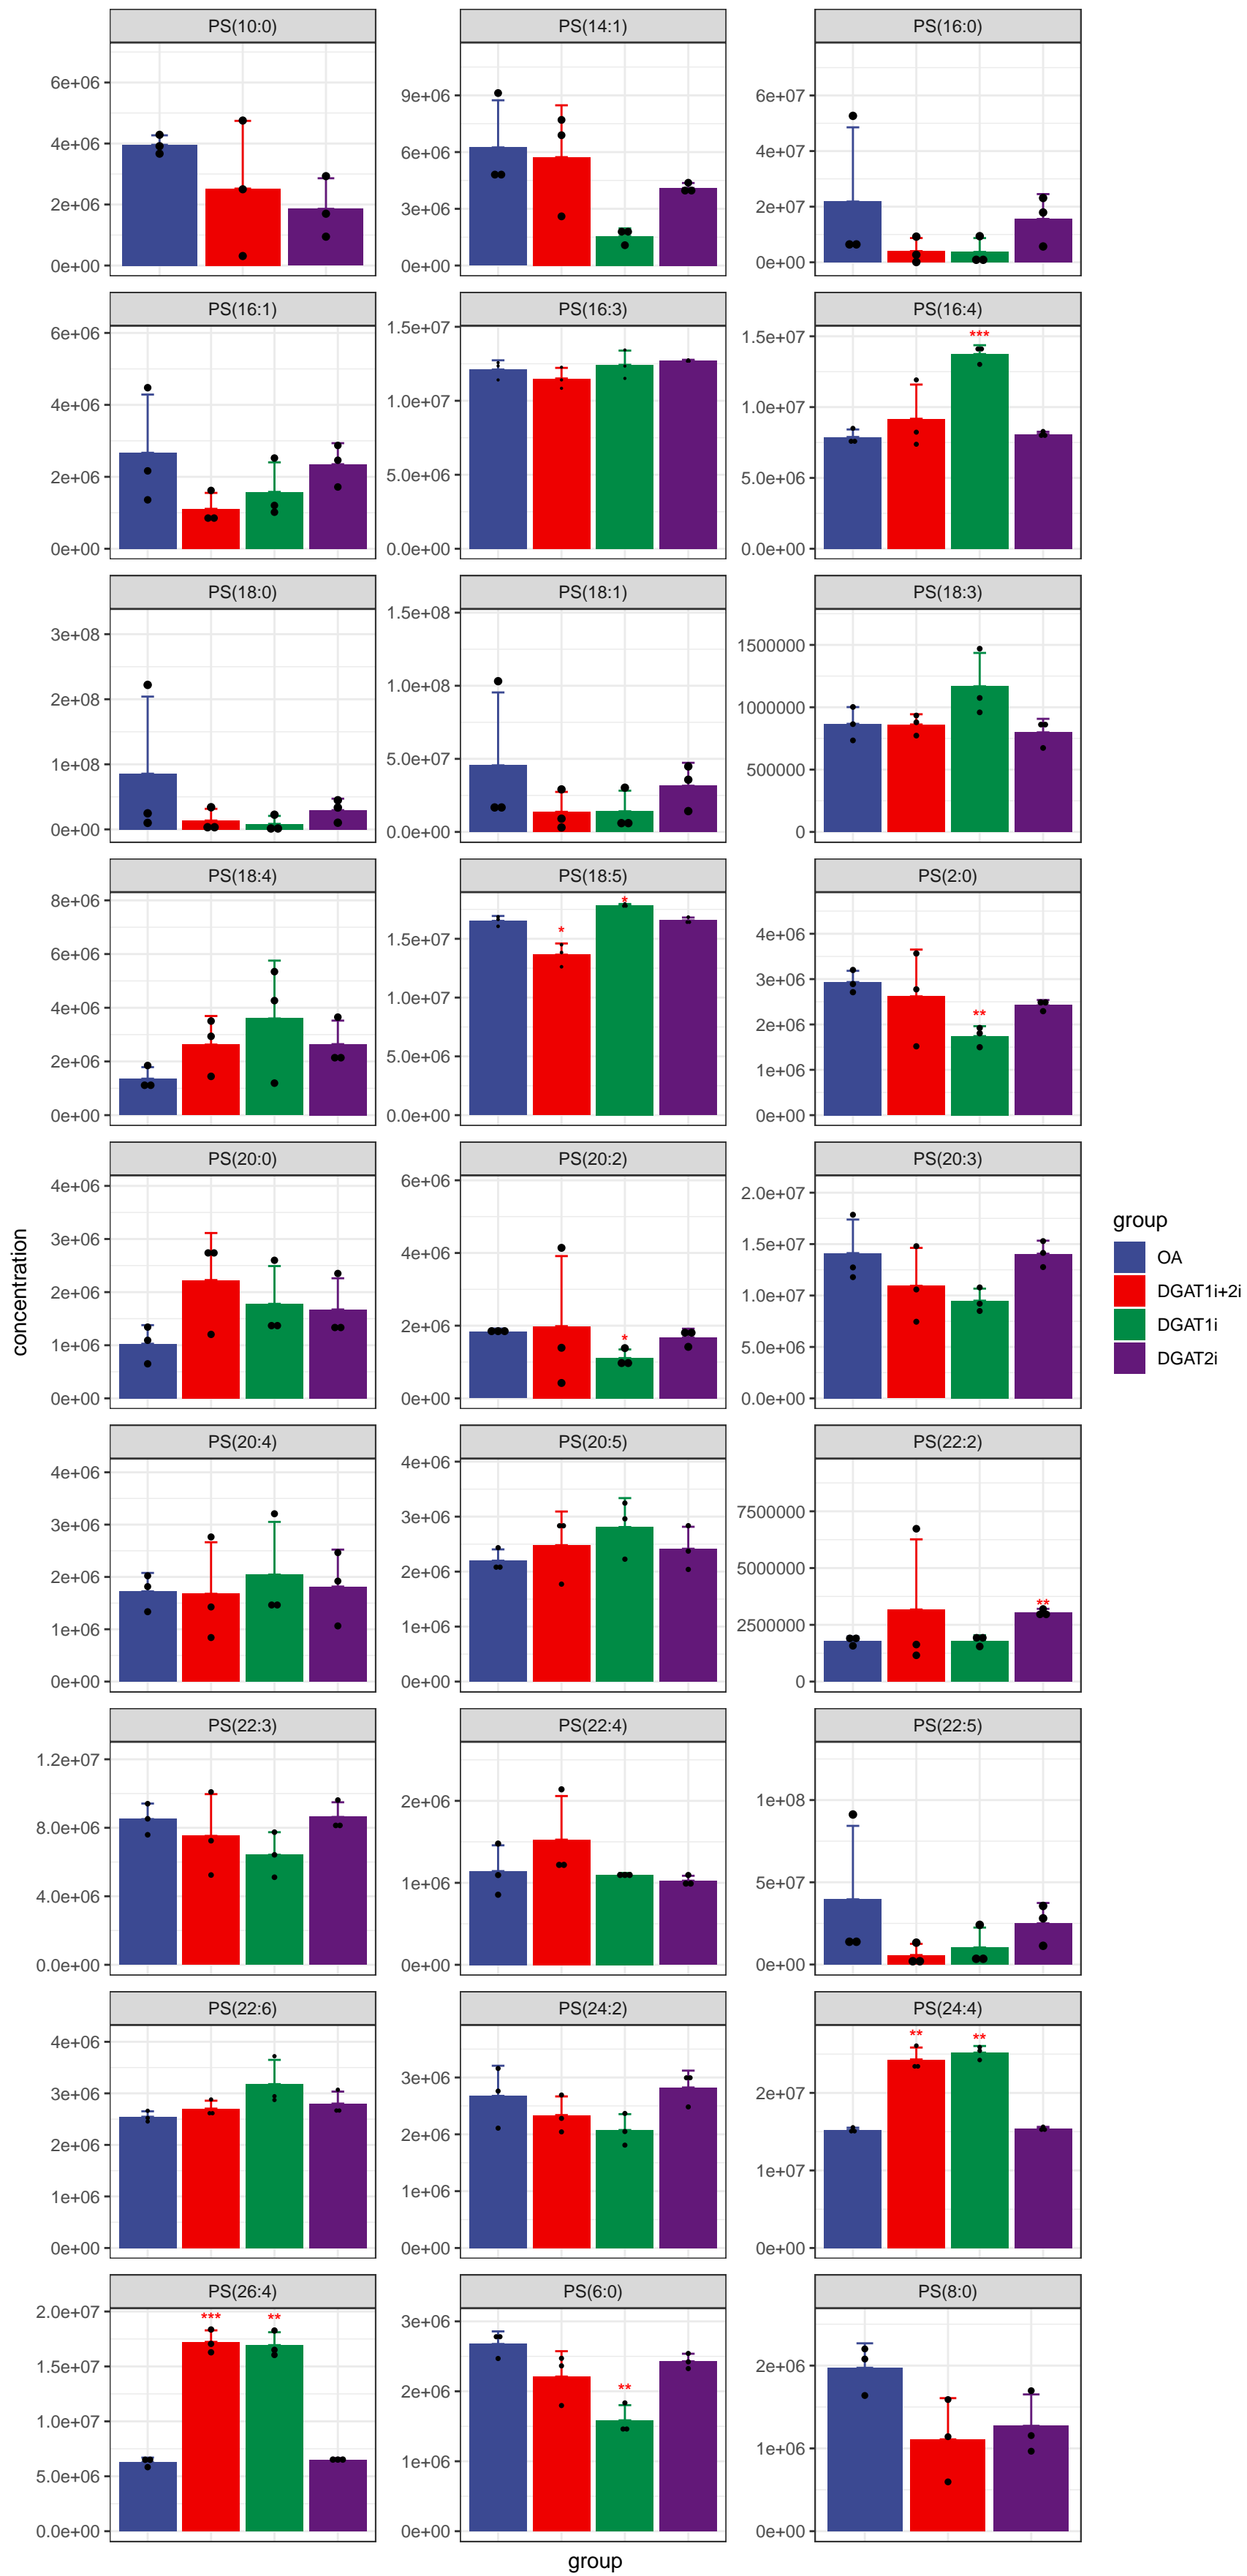 PS(10:0) PS(14:1) PS(16:0)
6e+06
4e+06
2e+06
0e+00
9e+06
6e+06
3e+06
0e+00
6e+07
4e+07
2e+07
0e+00
PS(16:1) PS(16:3) PS(16:4)
6e+06
4e+06
2e+06
0e+00
1.5e+07
1.0e+07
5.0e+06
0.0e+00
1.5e+07
1.0e+07
5.0e+06
0.0e+00
***
PS(18:0) PS(18:1) PS(18:3)
3e+08
2e+08
1e+08
0e+00
1.5e+08
1.0e+08
5.0e+07
0.0e+00
1500000
1000000
500000
0
PS(18:4) PS(18:5) PS(2:0)
8e+06
6e+06
4e+06
2e+06
0e+00
1.5e+07
1.0e+07
5.0e+06
0.0e+00
* *
4e+06
3e+06
2e+06
1e+06
0e+00
**
PS(20:0) PS(20:2) PS(20:3)
4e+06
3e+06
2e+06
1e+06
0e+00
6e+06
4e+06
2e+06
0e+00
*
2.0e+07
1.5e+07
1.0e+07
5.0e+06
0.0e+00
PS(20:4) PS(20:5) PS(22:2)
4e+06
3e+06
2e+06
1e+06
0e+00
4e+06
3e+06
2e+06
1e+06
0e+00
7500000
5000000
2500000
0
**
PS(22:3) PS(22:4) PS(22:5)
1.2e+07
8.0e+06
4.0e+06
0.0e+00
2e+06
1e+06
0e+00
1e+08
5e+07
0e+00
PS(22:6) PS(24:2) PS(24:4)
4e+06
3e+06
2e+06
1e+06
0e+00
3e+06
2e+06
1e+06
0e+00
2e+07
1e+07
0e+00
** **
PS(26:4) PS(6:0) PS(8:0)
2.0e+07
1.5e+07
1.0e+07
5.0e+06
0.0e+00
*** **
3e+06
2e+06
1e+06
0e+00
**
2e+06
1e+06
0e+00
concentration
group
group
OA
DGAT1i+2i
DGAT1i
DGAT2i